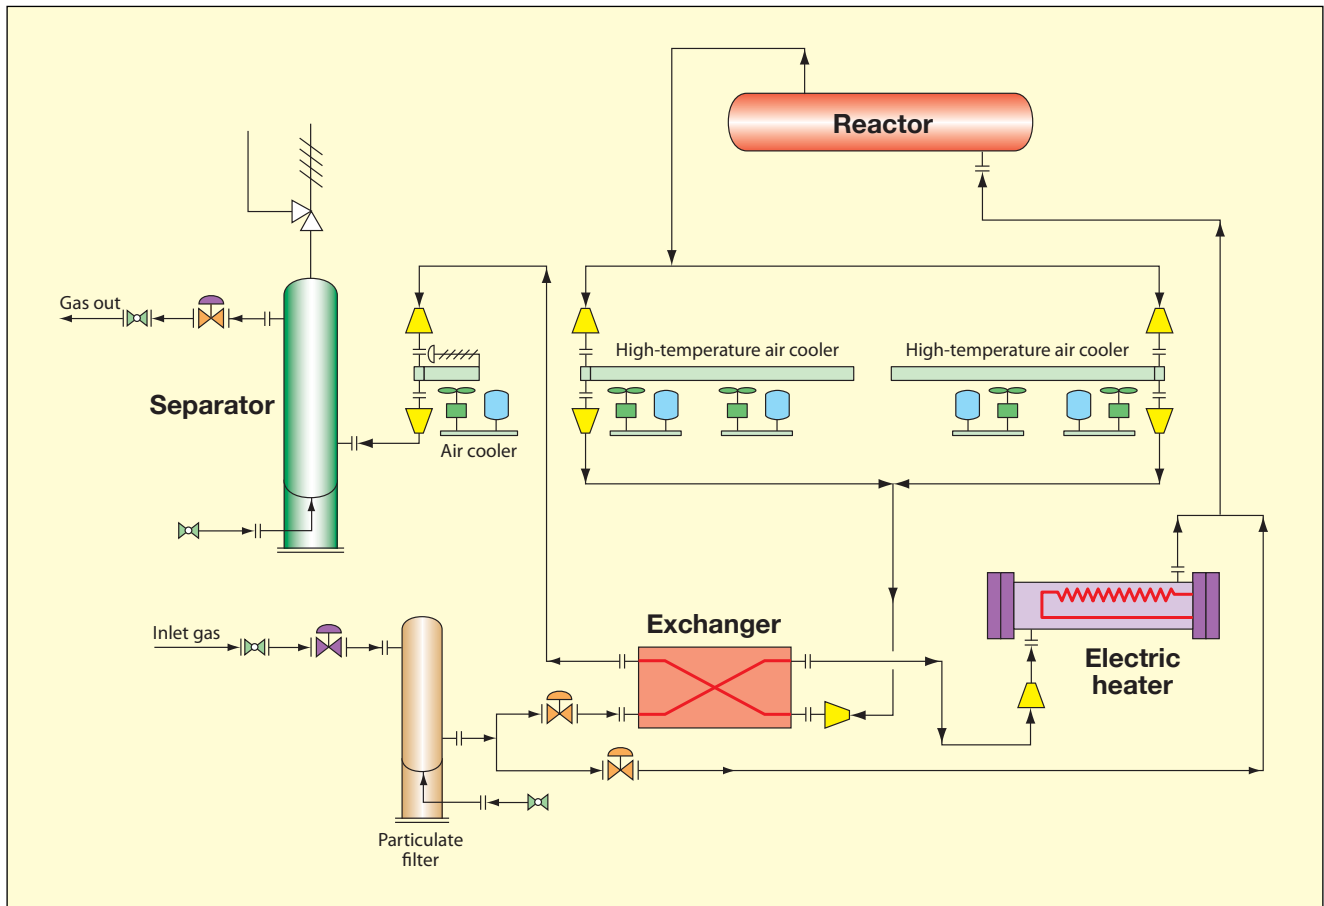 Reactor
Gas out
High-temperature air cooler
High-temperature air cooler
Separator
Air cooler
Inlet gas
Exchanger
Electric
heater
Particulate
filter